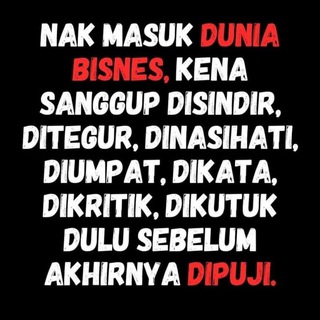 NAK MASUK DUNIA
BISNES, KENA
SANGGUP DISINDIR,
DITEGUR, DINASIHATI,
DIUMPAT, DIKATA,
DIKRITIK, DIKUTUK
DULU SEBELUM
AKHIRNYA DIPUJI.